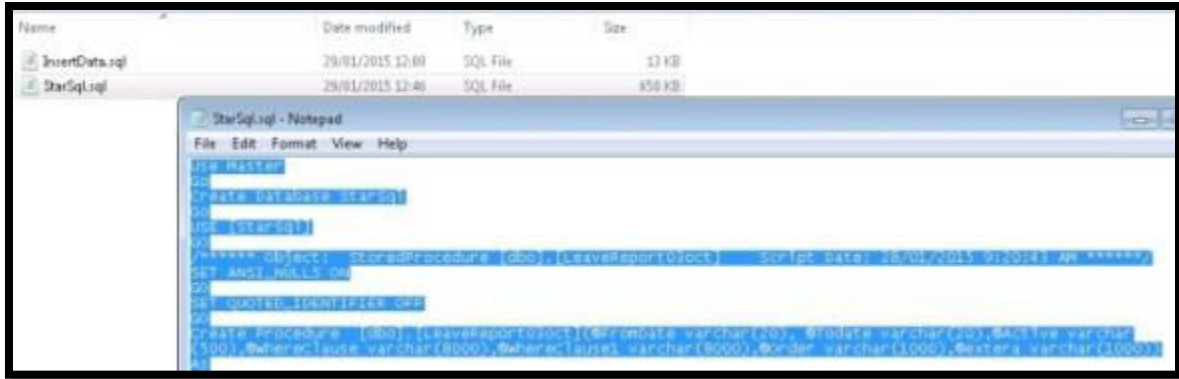 Name Date modified Type Size
InsertData.sql 29/01/2015 12:00 SQL File 13 KB
StarSql.sql 29/01/2015 12:46 SQL File 650 KB
StarSql.sql - Notepad
File Edit Format View Help
Use Master
Go
Create Database StarSql
GO
USE [StarSql]
GO
/****** Object: StoredProcedure [dbo].[LeaveReportG3oct] Script Date: 28/01/2015 9:20:43 AM ******/
SET ANSI_NULLS ON
GO
SET QUOTED_IDENTIFIER OFF
GO
Create Procedure [dbo].[LeaveReportG3oct](@FromDate varchar(20), @Todate varchar(20),@Active varchar
(500),@whereclause varchar(8000),@whereclause1 varchar(8000),@order varchar(1000),@extera varchar(1000))
AS